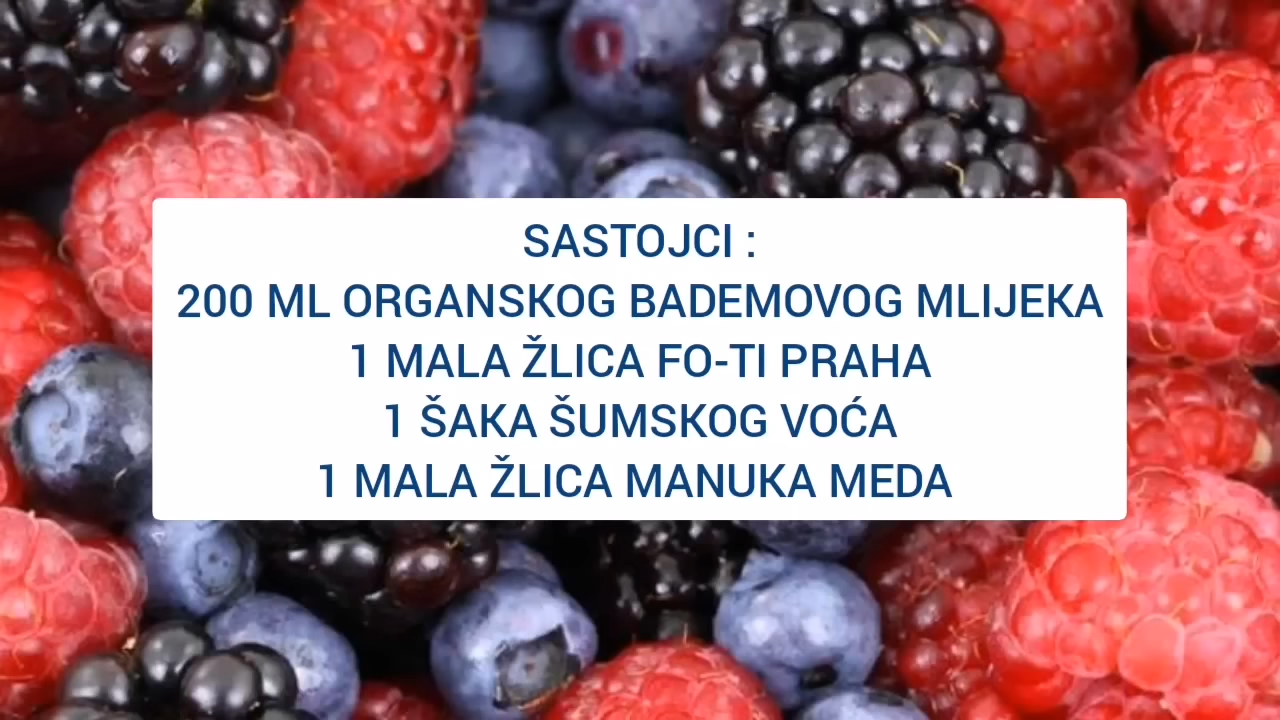 SASTOJCI :
200 ML ORGANSKOG BADEMOVOG MLIJEKA
1 MALA ŽLICA FO-TI PRAHA
1 ŠAKA ŠUMSKOG VOĆA
1 MALA ŽLICA MANUKA MEDA